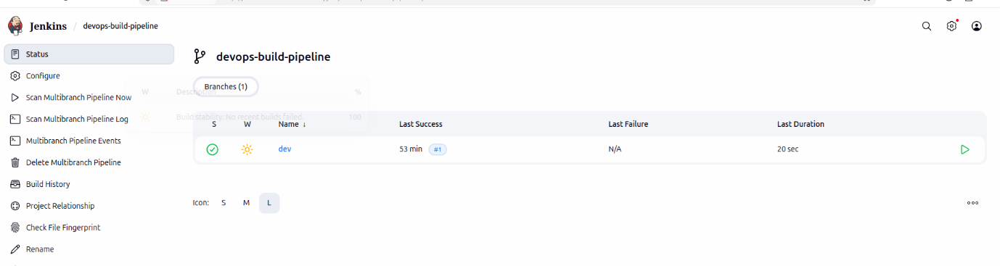 Jenkins / devops-build-pipeline
Status
Configure
Scan Multibranch Pipeline Now
Scan Multibranch Pipeline Log
Multibranch Pipeline Events
Delete Multibranch Pipeline
Build History
Project Relationship
Check File Fingerprint
Rename
devops-build-pipeline
Branches (1)
W Description %
Build stability: No recent builds failed. 100
S W Name ↓ Last Success Last Failure Last Duration
dev 53 min #1 N/A 20 sec
Icon: S M L